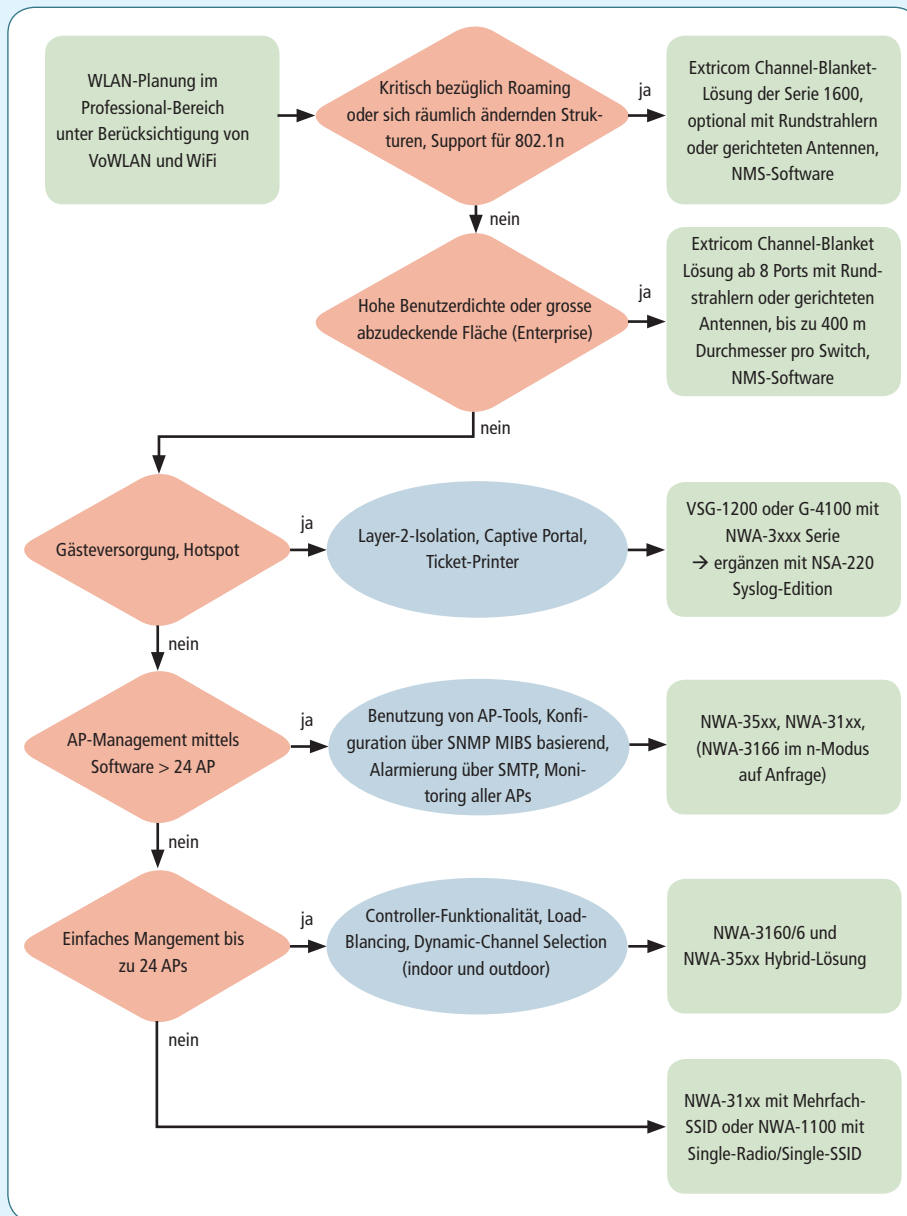 WLAN-Planung im
Professional-Bereich
unter Berücksichtigung von
VoWLAN und WiFi
Kritisch bezüglich Roaming
oder sich räumlich ändernden Struk-
turen, Support für 802.1n
ja
Extricom Channel-Blanket-
Lösung der Serie 1600,
optional mit Rundstrahlern
oder gerichteten Antennen,
NMS-Software
nein
Hohe Benutzerdichte oder grosse
abzudeckende Fläche (Enterprise)
ja
Extricom Channel-Blanket
Lösung ab 8 Ports mit Rund-
strahlern oder gerichteten
Antennen, bis zu 400 m
Durchmesser pro Switch,
NMS-Software
nein
Gästeversorgung, Hotspot
ja
Layer-2-Isolation, Captive Portal,
Ticket-Printer
VSG-1200 oder G-4100 mit
NWA-3xxx Serie
→ ergänzen mit NSA-220
Syslog-Edition
nein
AP-Management mittels
Software > 24 AP
ja
Benutzung von AP-Tools, Konfi-
guration über SNMP MIBS basierend,
Alarmierung über SMTP, Moni-
toring aller APs
NWA-35xx, NWA-31xx,
(NWA-3166 im n-Modus
auf Anfrage)
nein
Einfaches Mangement bis
zu 24 APs
ja
Controller-Funktionalität, Load-
Blancing, Dynamic-Channel Selection
(indoor und outdoor)
NWA-3160/6 und
NWA-35xx Hybrid-Lösung
nein
NWA-31xx mit Mehrfach-
SSID oder NWA-1100 mit
Single-Radio/Single-SSID